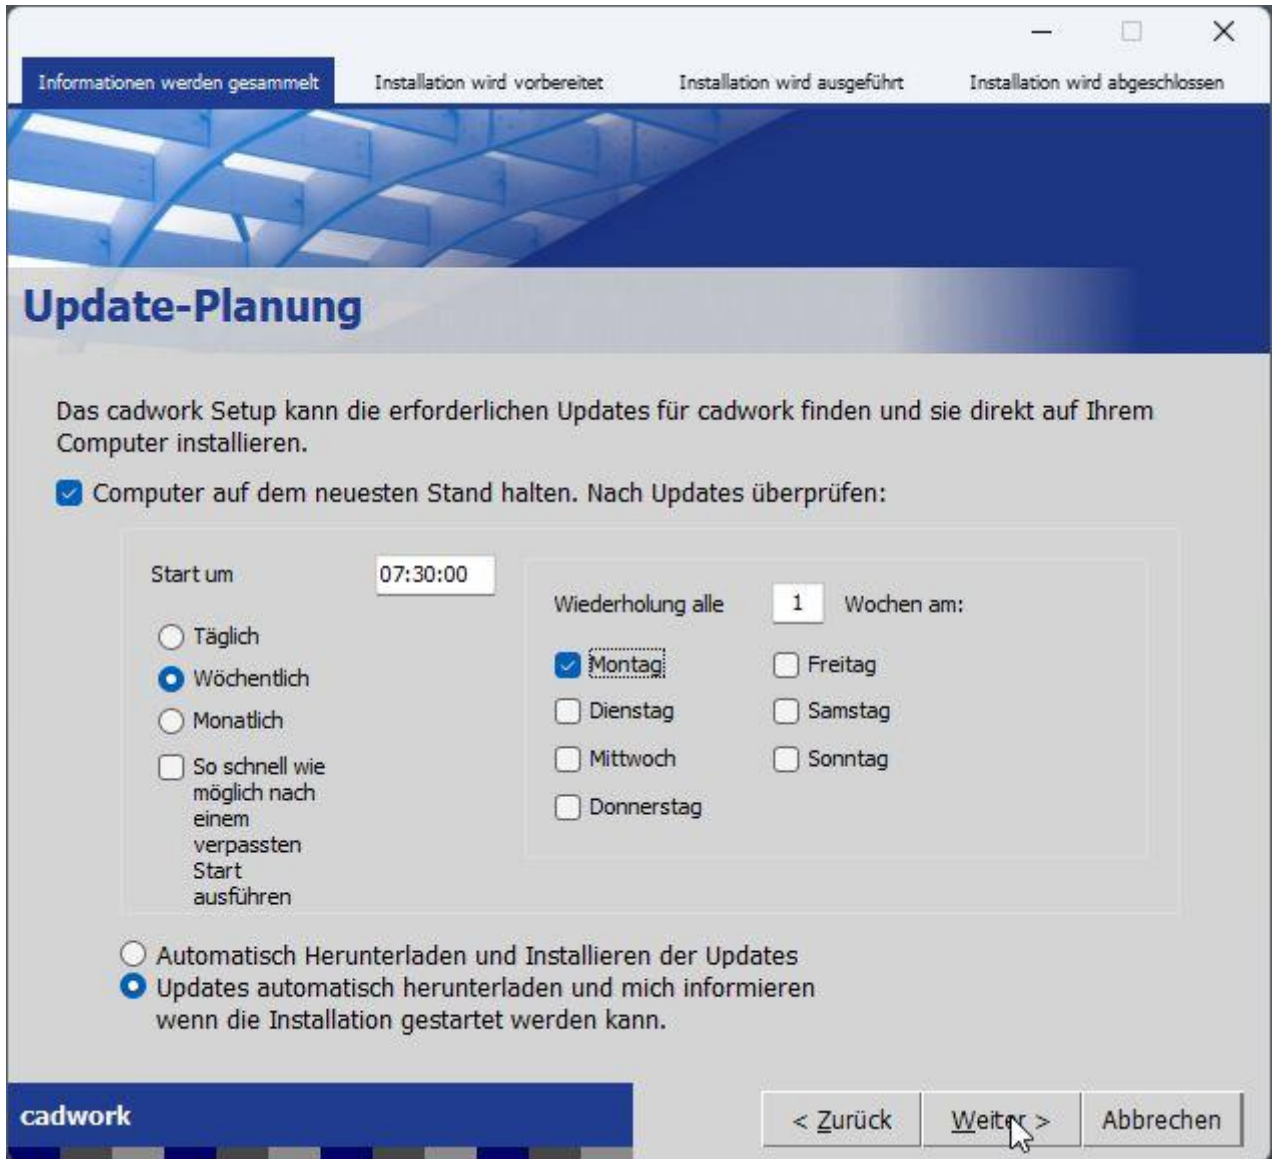 Informationen werden gesammelt Installation wird vorbereitet Installation wird ausgeführt Installation wird abgeschlossen
Update-Planung
Das cadwork Setup kann die erforderlichen Updates für cadwork finden und sie direkt auf Ihrem
Computer installieren.
Computer auf dem neuesten Stand halten. Nach Updates überprüfen:
Start um 07:30:00
Täglich
Wöchentlich
Monatlich
So schnell wie
möglich nach
einem
verpassten
Start
ausführen
Wiederholung alle 1 Wochen am:
Montag Freitag
Dienstag Samstag
Mittwoch Sonntag
Donnerstag
Automatisch Herunterladen und Installieren der Updates
Updates automatisch herunterladen und mich informieren
wenn die Installation gestartet werden kann.
cadwork < Zurück Weiter > Abbrechen